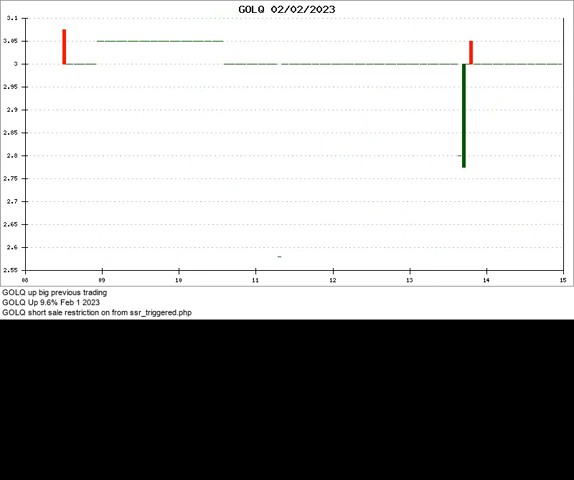 GOLQ 02/02/2023
3.1
3.05
3
2.95
2.9
2.85
2.8
2.75
2.7
2.65
2.6
2.55
08 09 10 11 12 13 14 15
GOLQ up big previous trading
GOLQ Up 9.6% Feb 1 2023
GOLQ short sale restriction on from ssr_triggered.php